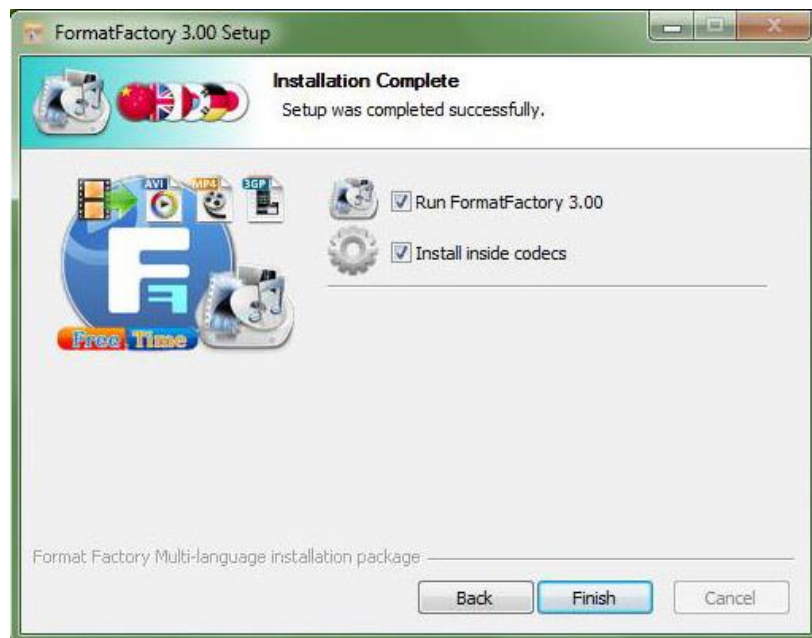 FormatFactory 3.00 Setup
Installation Complete
Setup was completed successfully.
AVI MP4 3GP
Run FormatFactory 3.00
Install inside codecs
F
F
Free Time
Format Factory Multi-language installation package
Back Finish Cancel